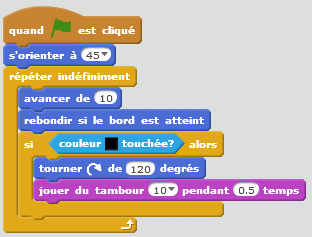 quand est cliqué
s'orienter à 45
répéter indéfiniment
avancer de 10
rebondir si le bord est atteint
si couleur touchée? alors
tourner de 120 degrés
jouer du tambour 10 pendant 0.5 temps